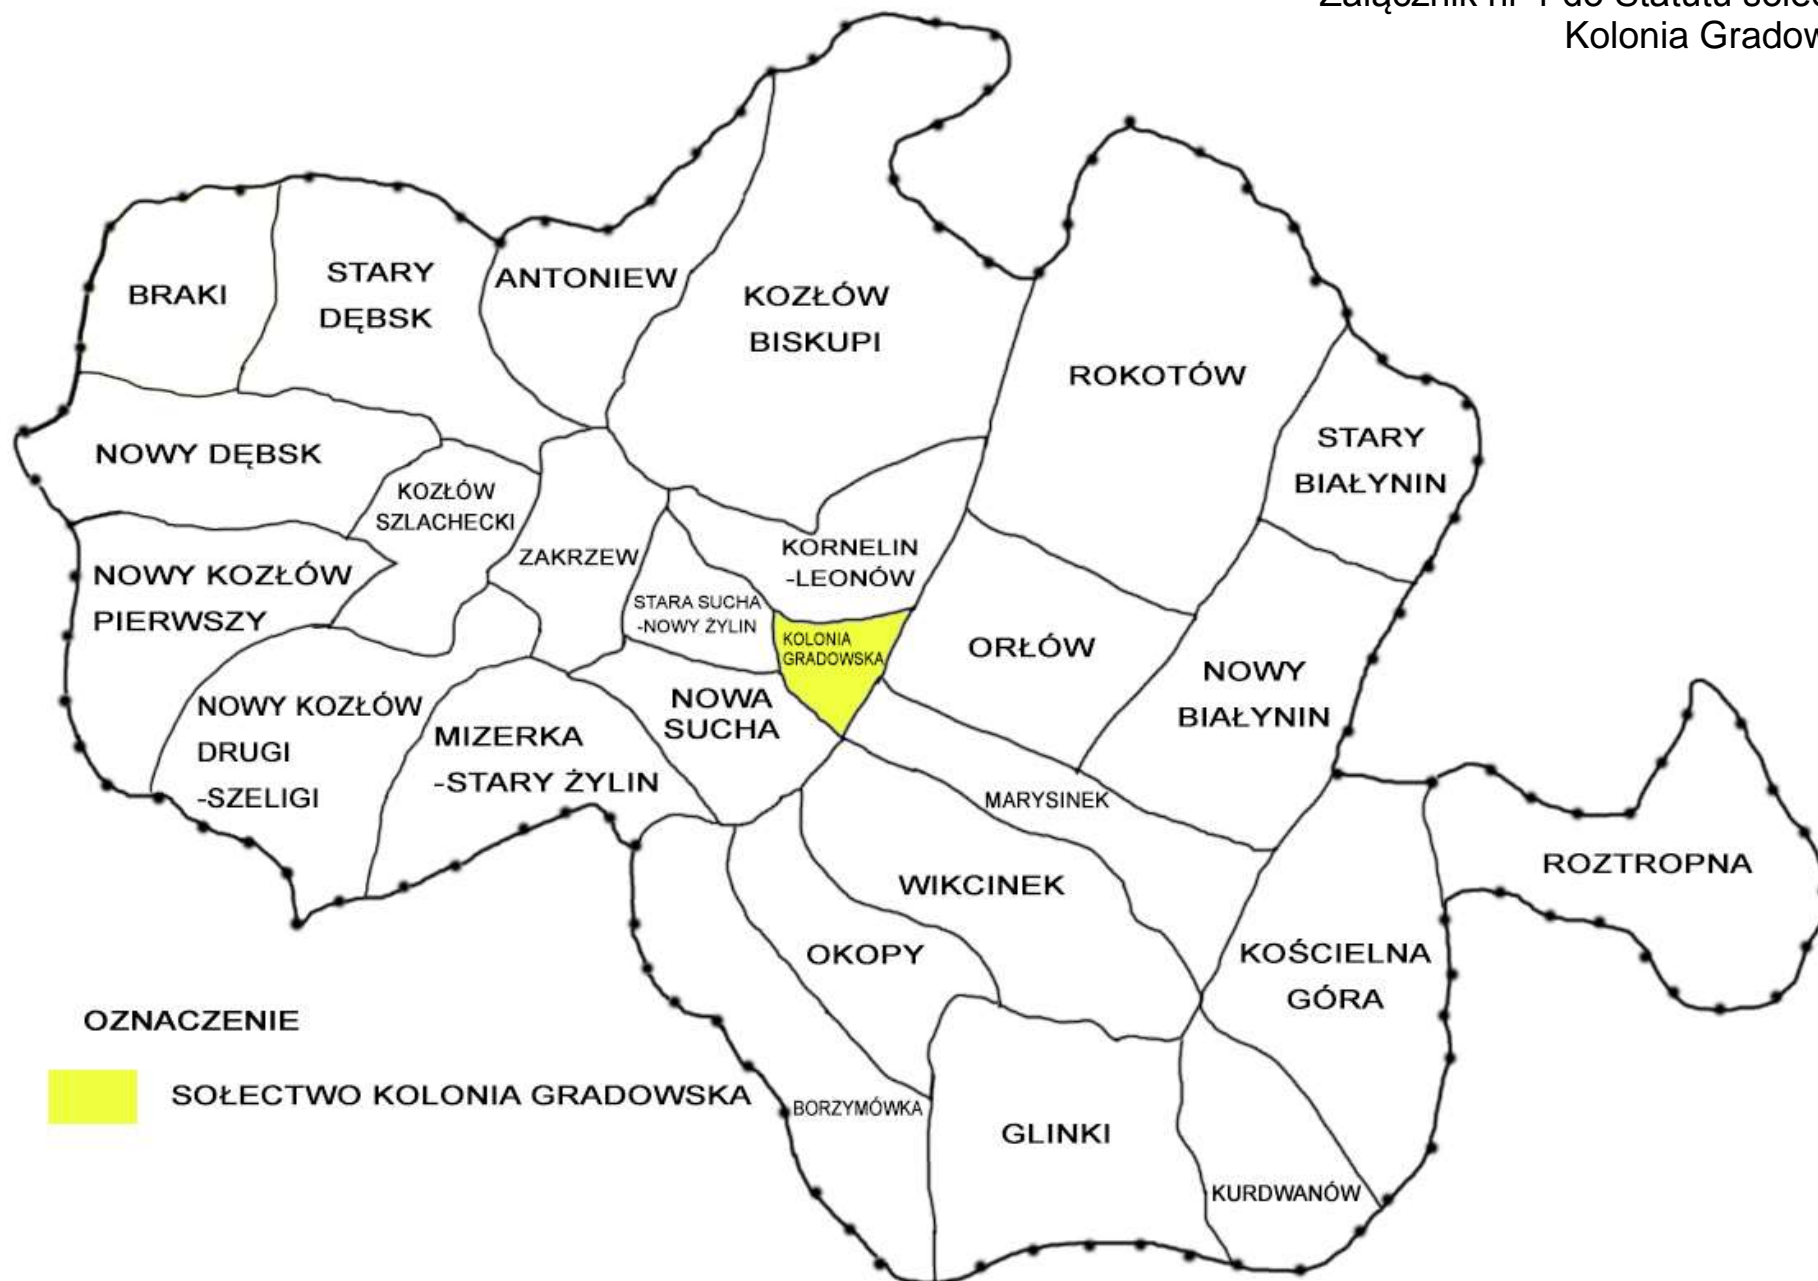 Kolonia
BRAKI
STARY
DĘBSK
ANTONIEW
KOZŁÓW
BISKUPI
ROKOTÓW
STARY
BIAŁYNIN
NOWY DĘBSK
KOZŁÓW
SZLACHECKI
ZAKRZEW
KORNELIN
-LEONÓW
NOWY KOZŁÓW
PIERWSZY
STARA SUCHA
-NOWY ŻYLIN
KOLONIA
GRADOWSKA
ORŁÓW
NOWY
BIAŁYNIN
NOWY KOZŁÓW
DRUGI
-SZELIGI
MIZERKA
-STARY ŻYLIN
NOWA
SUCHA
MARYSINEK
WIKCINEK
ROZTROPNA
OKOPY
KOŚCIELNA
GÓRA
BORZYMÓWKA
GLINKI
KURDWANÓW
OZNACZENIE
SOŁECTWO KOLONIA GRADOWSKA